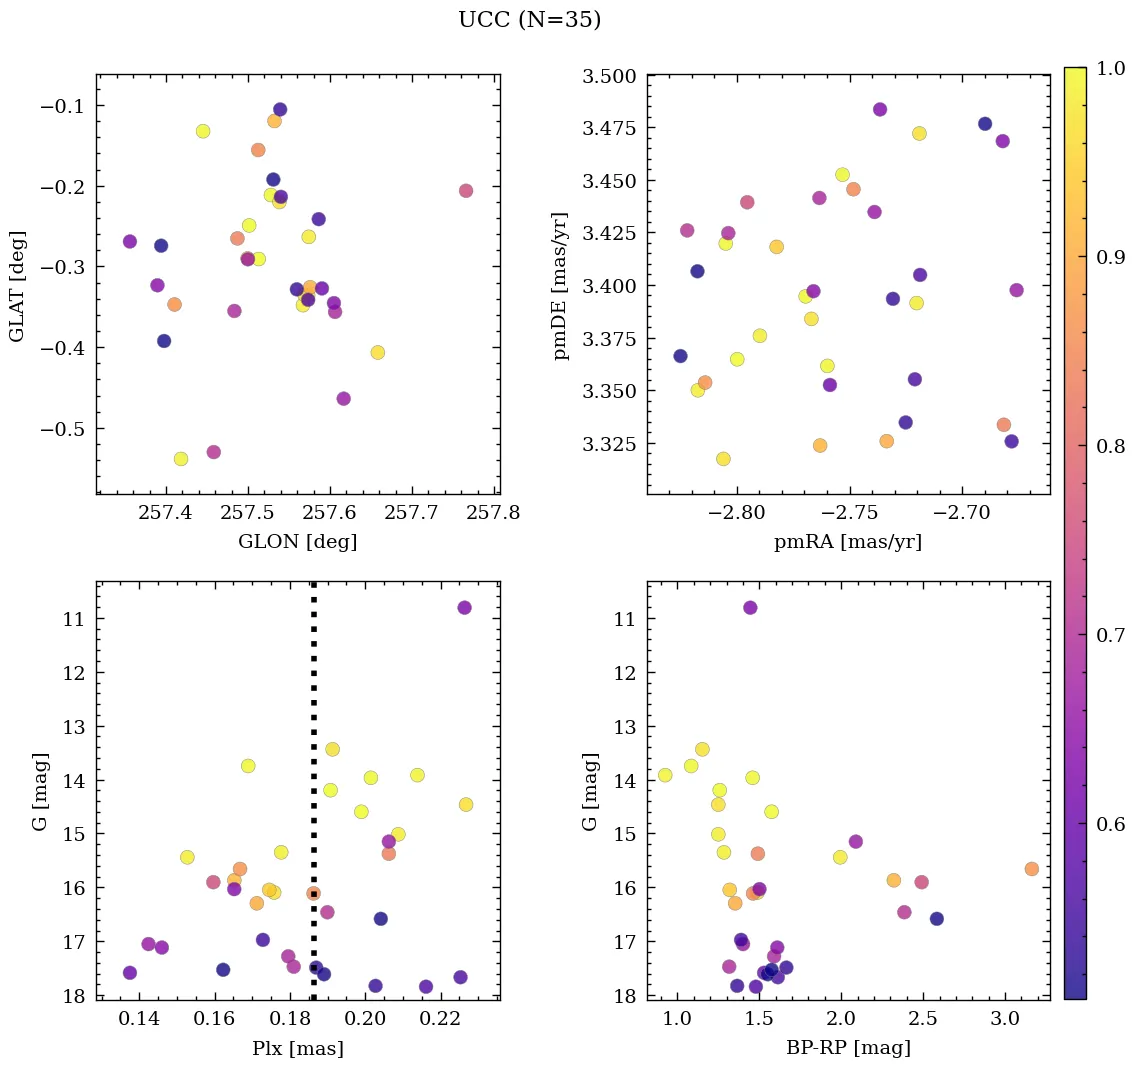 UCC (N=35)
−0.1
−0.2
−0.3
−0.4
−0.5
GLAT [deg]
257.4 257.5 257.6 257.7 257.8
GLON [deg]
3.500
3.475
3.450
3.425
3.400
3.375
3.350
3.325
pmDE [mas/yr]
−2.80 −2.75 −2.70
pmRA [mas/yr]
1.0
0.9
0.8
0.7
0.6
11
12
13
14
15
16
17
18
G [mag]
0.14 0.16 0.18 0.20 0.22
Plx [mas]
11
12
13
14
15
16
17
18
G [mag]
1.0 1.5 2.0 2.5 3.0
BP-RP [mag]